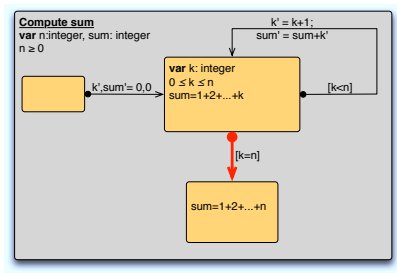 Compute sum
var n:integer, sum: integer
n ≥ 0
k' = k+1;
sum' = sum+k'
var k: integer
0 ≤ k ≤ n
sum=1+2+...+k
k',sum'= 0,0
[k<n]
[k=n]
sum=1+2+...+n